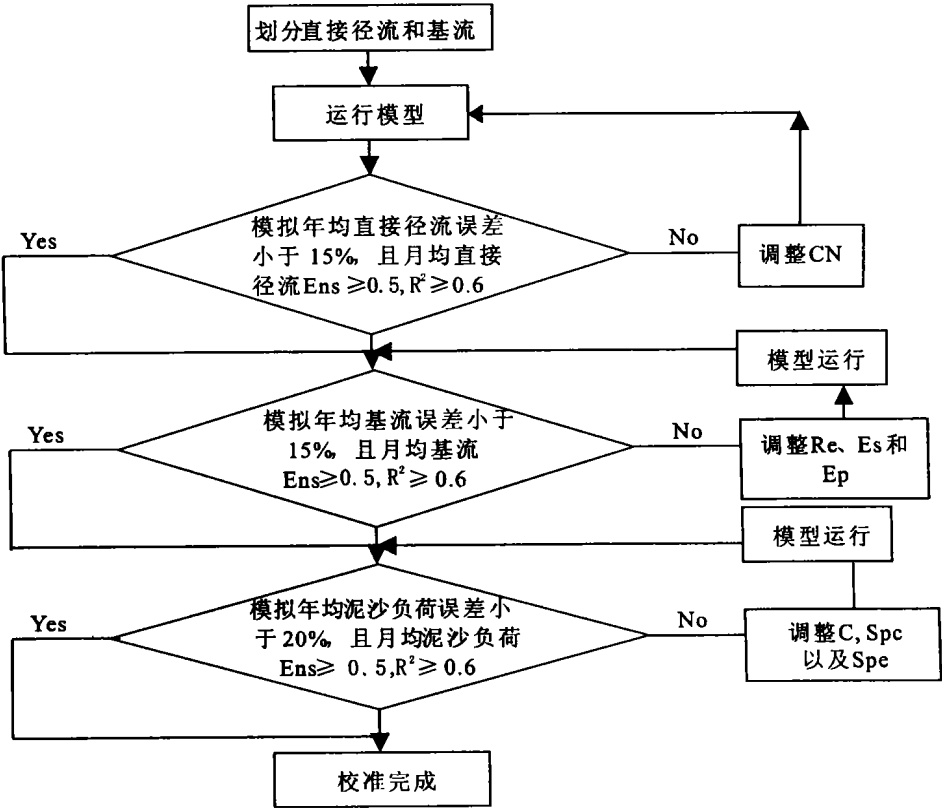 划分直接径流和基流
运行模型
模拟年均直接径流误差
小于 15%, 且月均直接
径流Ens ≥0.5, R²≥0.6
Yes
No
调整CN
模型运行
模拟年均基流误差小于
15%, 且月均基流
Ens≥0.5, R²≥0.6
Yes
No
调整Re、Es和
Ep
模型运行
模拟年均泥沙负荷误差小
于20%, 且月均泥沙负荷
Ens≥ 0.5,R²≥0.6
Yes
No
调整C, Spc
以及Spe
校准完成